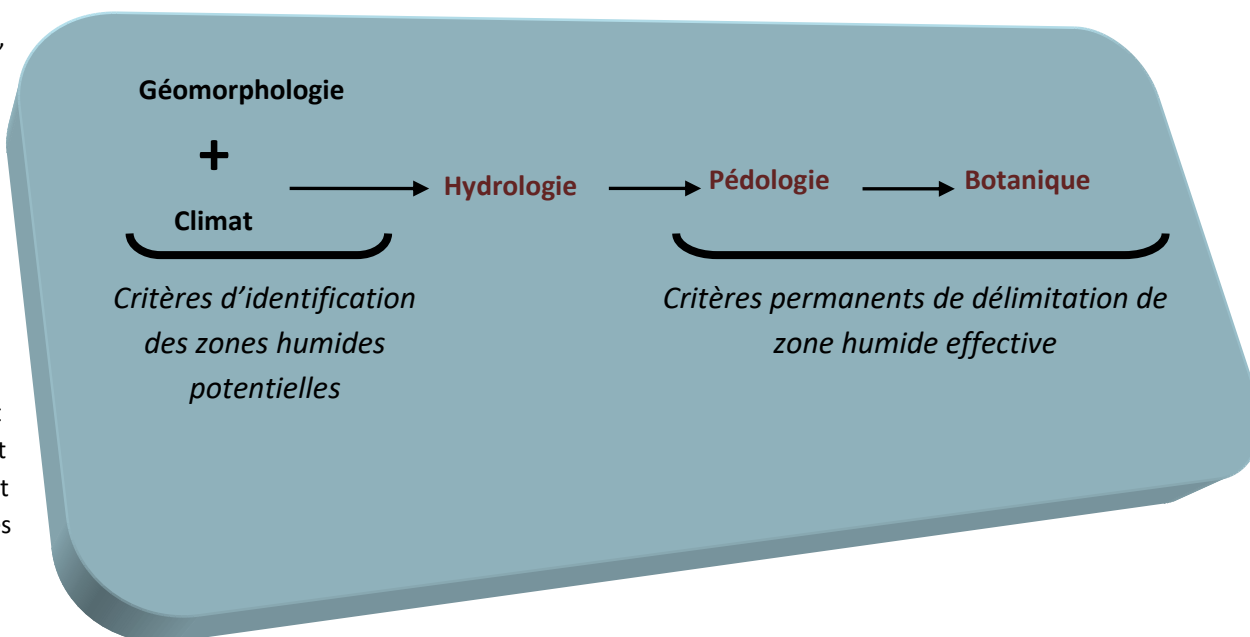 Géomorphologie
+
Hydrologie Pédologie Botanique
Climat
Critères d'identification
des zones humides
potentielles
Critères permanents de délimitation de
zone humide effective